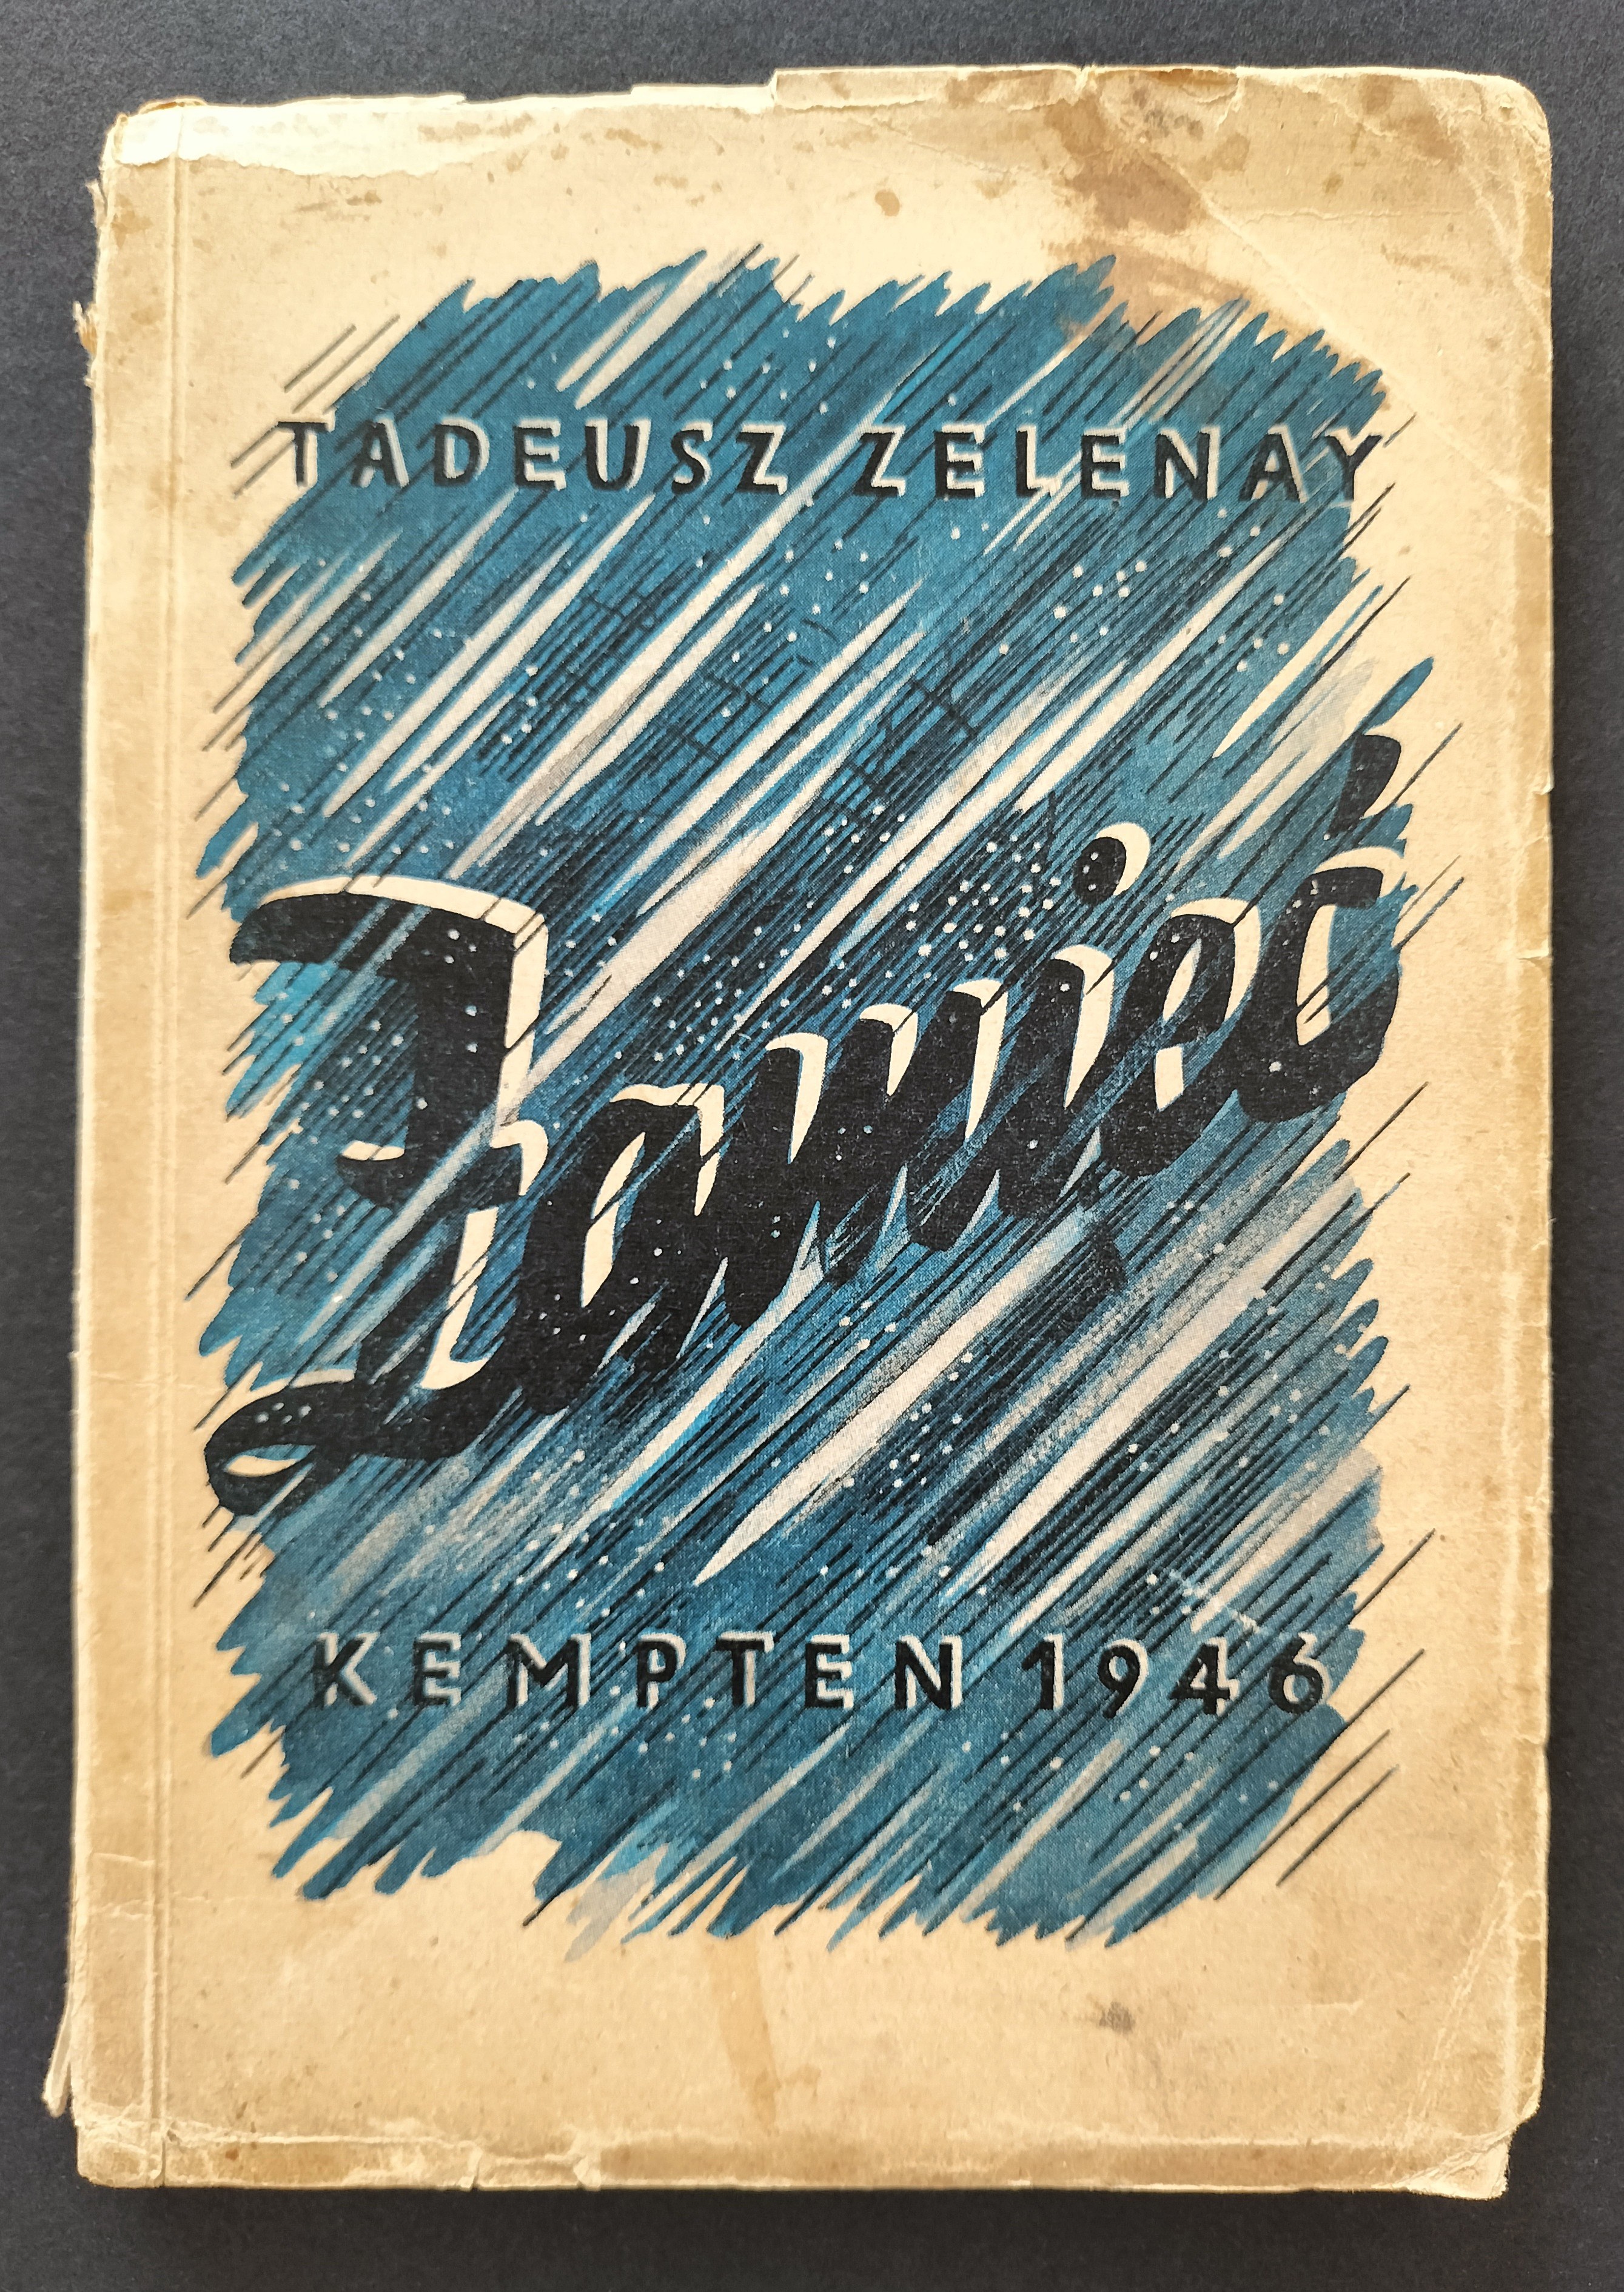 TADEUSZ ZELENAY
Zawieć
KEMPTEN 1946